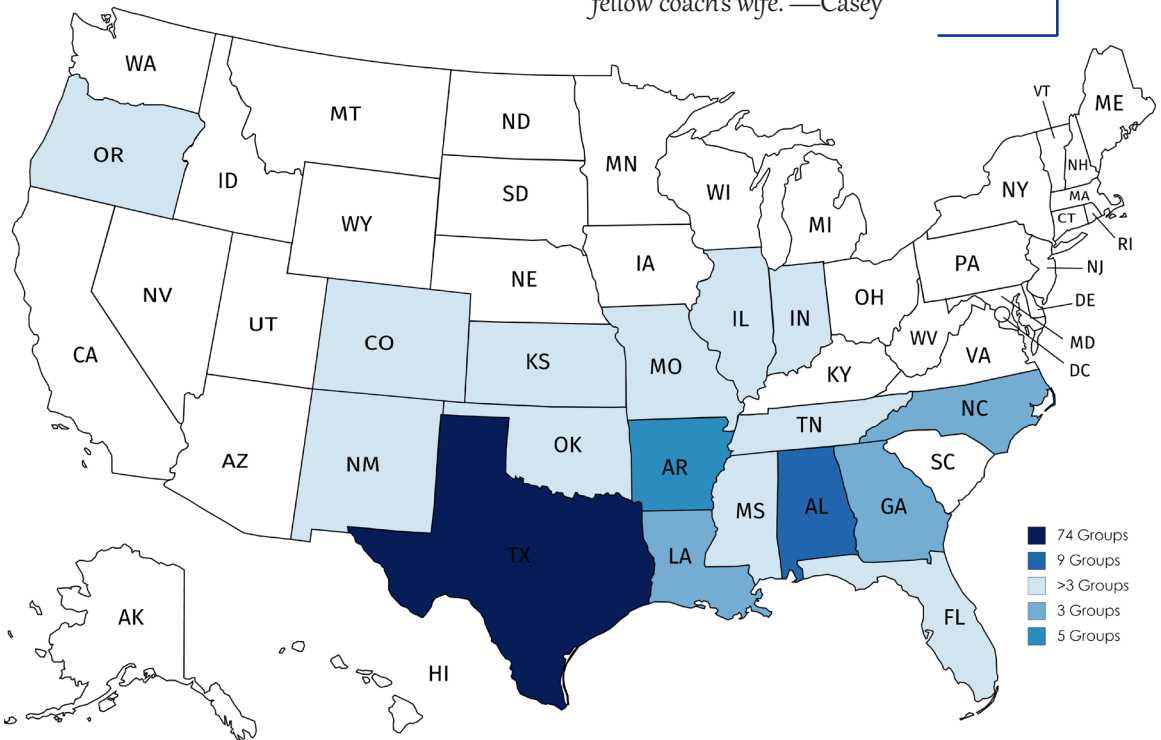 fellow coach's wife. —Casey
WA
OR
MT
ID
ND
MN
SD
WY
WI
MI
NE
IA
NV
UT
CA
CO
KS
MO
IL
IN
OH
KY
WV
VA
PA
NY
VT
NH
ME
MA
CT
RI
NJ
DE
MD
DC
AZ
NM
OK
AR
TN
NC
SC
MS
AL
GA
TX
LA
FL
AK
HI
74 Groups
9 Groups
>3 Groups
3 Groups
5 Groups